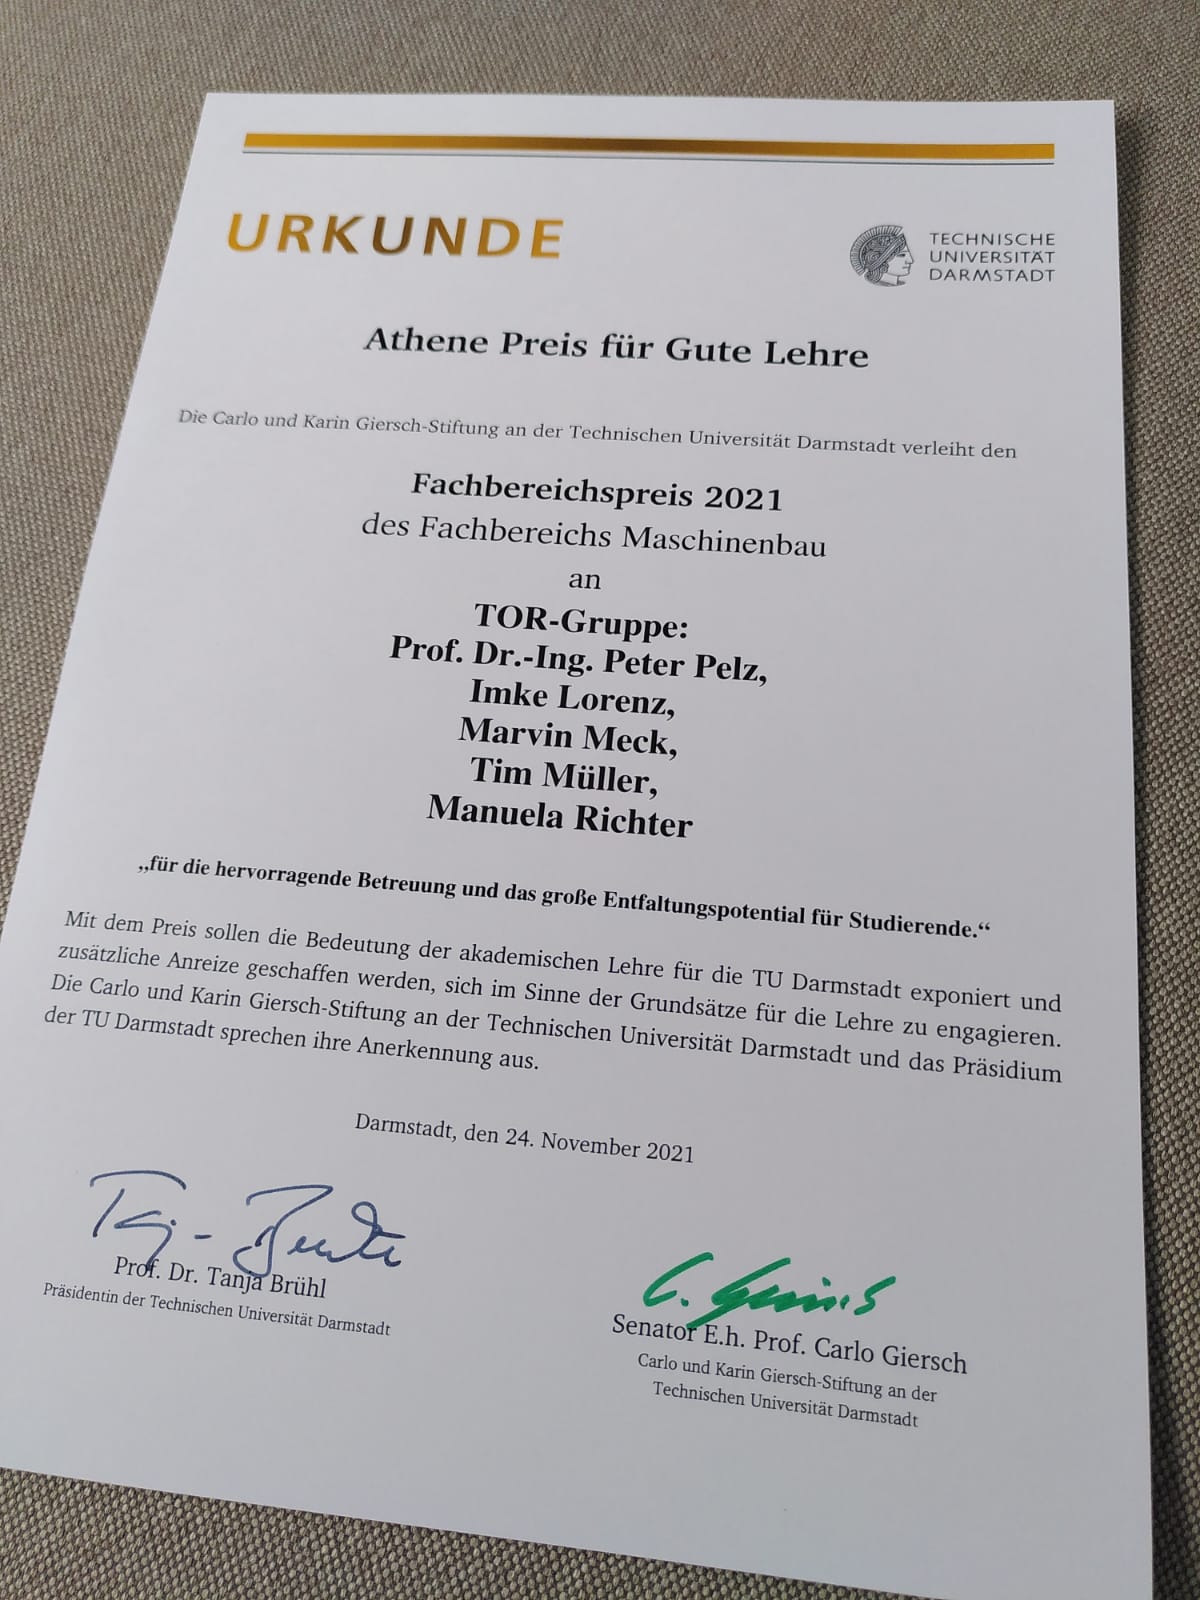 URKUNDE
TECHNISCHE
UNIVERSITÄT
DARMSTADT
Athene Preis für Gute Lehre
Die Carlo und Karin Giersch-Stiftung an der Technischen Universität Darmstadt verleiht den
Fachbereichspreis 2021
des Fachbereichs Maschinenbau
an
TOR-Gruppe:
Prof. Dr.-Ing. Peter Pelz,
Imke Lorenz,
Marvin Meck,
Tim Müller,
Manuela Richter
„für die hervorragende Betreuung und das große Entfaltungspotential für Studierende.“
Mit dem Preis sollen die Bedeutung der akademischen Lehre für die TU Darmstadt exponiert und
zusätzliche Anreize geschaffen werden, sich im Sinne der Grundsätze für die Lehre zu engagieren.
Die Carlo und Karin Giersch-Stiftung an der Technischen Universität Darmstadt und das Präsidium
der TU Darmstadt sprechen ihre Anerkennung aus.
Darmstadt, den 24. November 2021
Prof. Dr. Tanja Brühl
Präsidentin der Technischen Universität Darmstadt
Senator E.h. Prof. Carlo Giersch
Carlo und Karin Giersch-Stiftung an der
Technischen Universität Darmstadt